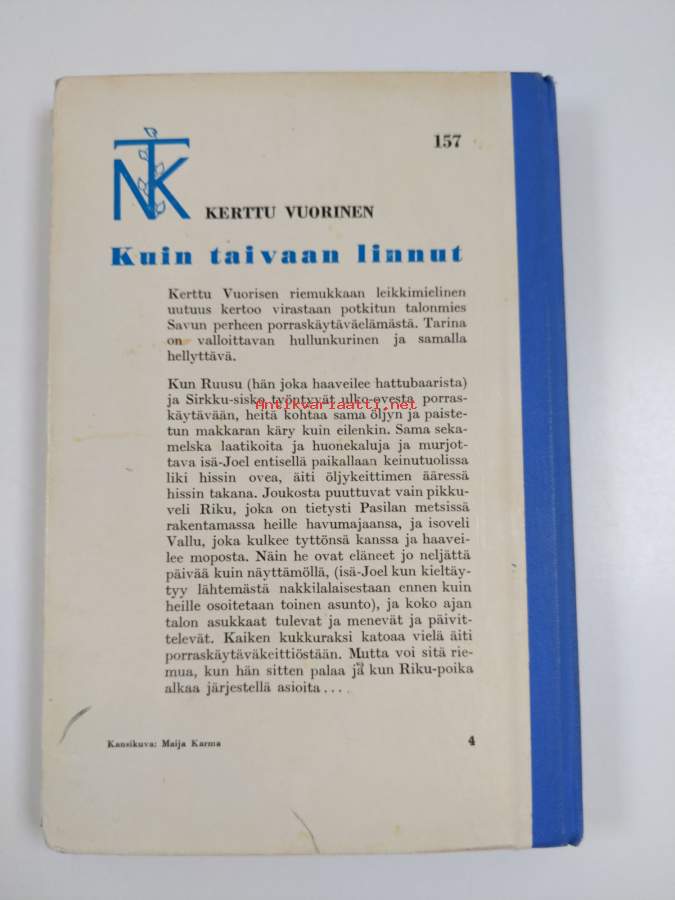 157
NTK
KERTTU VUORINEN
Kuin taivaan linnut
Kerttu Vuorisen riemukkaan leikkimielinen
uutuus kertoo virastaan potkitun talonmies
Savun perheen porraskäytäväelämästä. Tarina
on valloittavan hullunkurinen ja samalla
hellyttävä.
Kun Ruusu (hän joka haaveilee hattubaarista)
ja Sirkku-sisko työntyvät ulko-ovesta porras-
Antikvariaatti.net
käytävään, heitä kohtaa sama öljyn ja paiste-
tun makkaran käry kuin eilenkin. Sama seka-
melska laatikoita ja huonekaluja ja murjot-
tava isä-Joel entisellä paikallaan keinutuolissa
liki hissin ovea, äiti öljykeittimen ääressä
hissin takana. Joukosta puuttuvat vain pikku-
veli Riku, joka on tietysti Pasilan metsissä
rakentamassa heille havumajaansa, ja isoveli
Vallu, joka kulkee tyttönsä kanssa ja haavei-
lee moposta. Näin he ovat eläneet jo neljättä
päivää kuin näyttämöllä, (isä-Joel kun kieltäy-
tyy lähtemästä nakkilalaisestaan ennen kuin
heille osoitetaan toinen asunto), ja koko ajan
talon asukkaat tulevat ja menevät ja päivit-
televät. Kaiken kukkuraksi katoaa vielä äiti
porraskäytäväkeittiöstään. Mutta voi sitä rie-
mua, kun hän sitten palaa ja kun Riku-poika
alkaa järjestellä asioita....
Kansikuva: Maija Karma
4